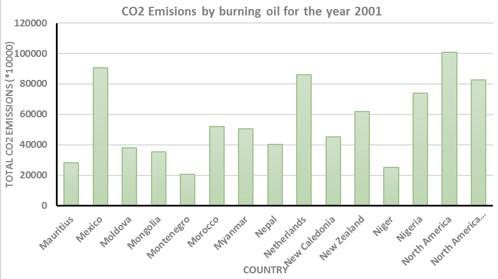 CO2 Emisions by burning oil for the year 2001
TOTAL CO2 EMISSIONS (*10000)
120000
100000
80000
60000
40000
20000
0
Mauritius
Mexico
Moldova
Mongolia
Montenegro
Morocco
Myanmar
Nepal
Netherlands
New Caledonia
New Zealand
Niger
Nigeria
North America
North America...
COUNTRY